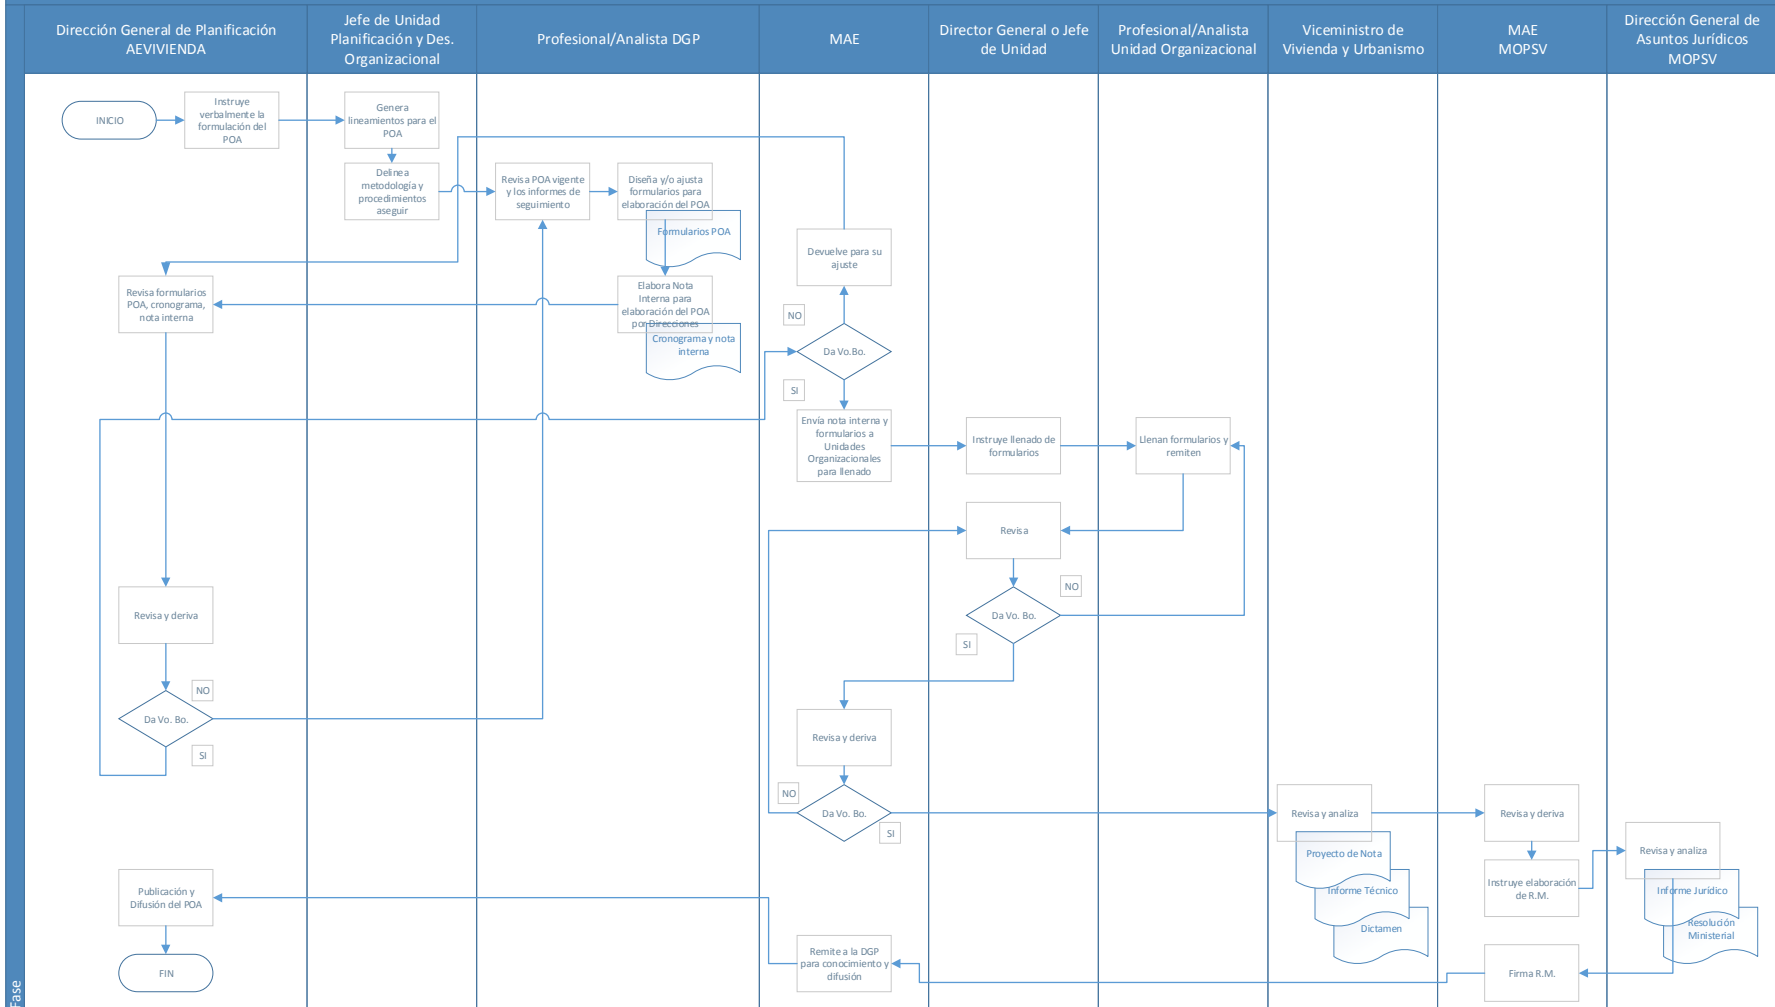 Dirección General de Planificación
AEVIVIENDA
Jefe de Unidad
Planificación y Des.
Organizacional
Profesional/Analista DGP
MAE
Director General o Jefe
de Unidad
Profesional/Analista
Unidad Organizacional
Viceministro de
Vivienda y Urbanismo
MAE
MOPSV
Dirección General de
Asuntos Jurídicos
MOPSV
INICIO
Instruye
verbalmente la
formulación del
POA
Genera
lineamientos para el
POA
Delinea
metodología y
procedimientos
aseguir
Revisa POA vigente
y los informes de
seguimiento
Diseña y/o ajusta
formularios para
elaboración del POA
Formularios POA
Devuelve para su
ajuste
Revisa formularios
POA, cronograma,
nota interna
Elabora Nota
Interna para
elaboración del POA
por Direcciones
Cronograma y nota
interna
NO
Da Vo.Bo.
SI
Envía nota interna y
formularios a
Unidades
Organizacionales
para llenado
Instruye llenado de
formularios
Llenan formularios y
remiten
Revisa
NO
Da Vo. Bo.
SI
Revisa y deriva
NO
Da Vo. Bo.
SI
Revisa y deriva
NO
Da Vo. Bo.
SI
Revisa y analiza
Proyecto de Nota
Informe Técnico
Dictamen
Revisa y deriva
Instruye elaboración
de R.M.
Revisa y analiza
Informe Jurídico
Resolución
Ministerial
Publicación y
Difusión del POA
FIN
Remite a la DGP
para conocimiento y
difusión
Firma R.M.
Fase